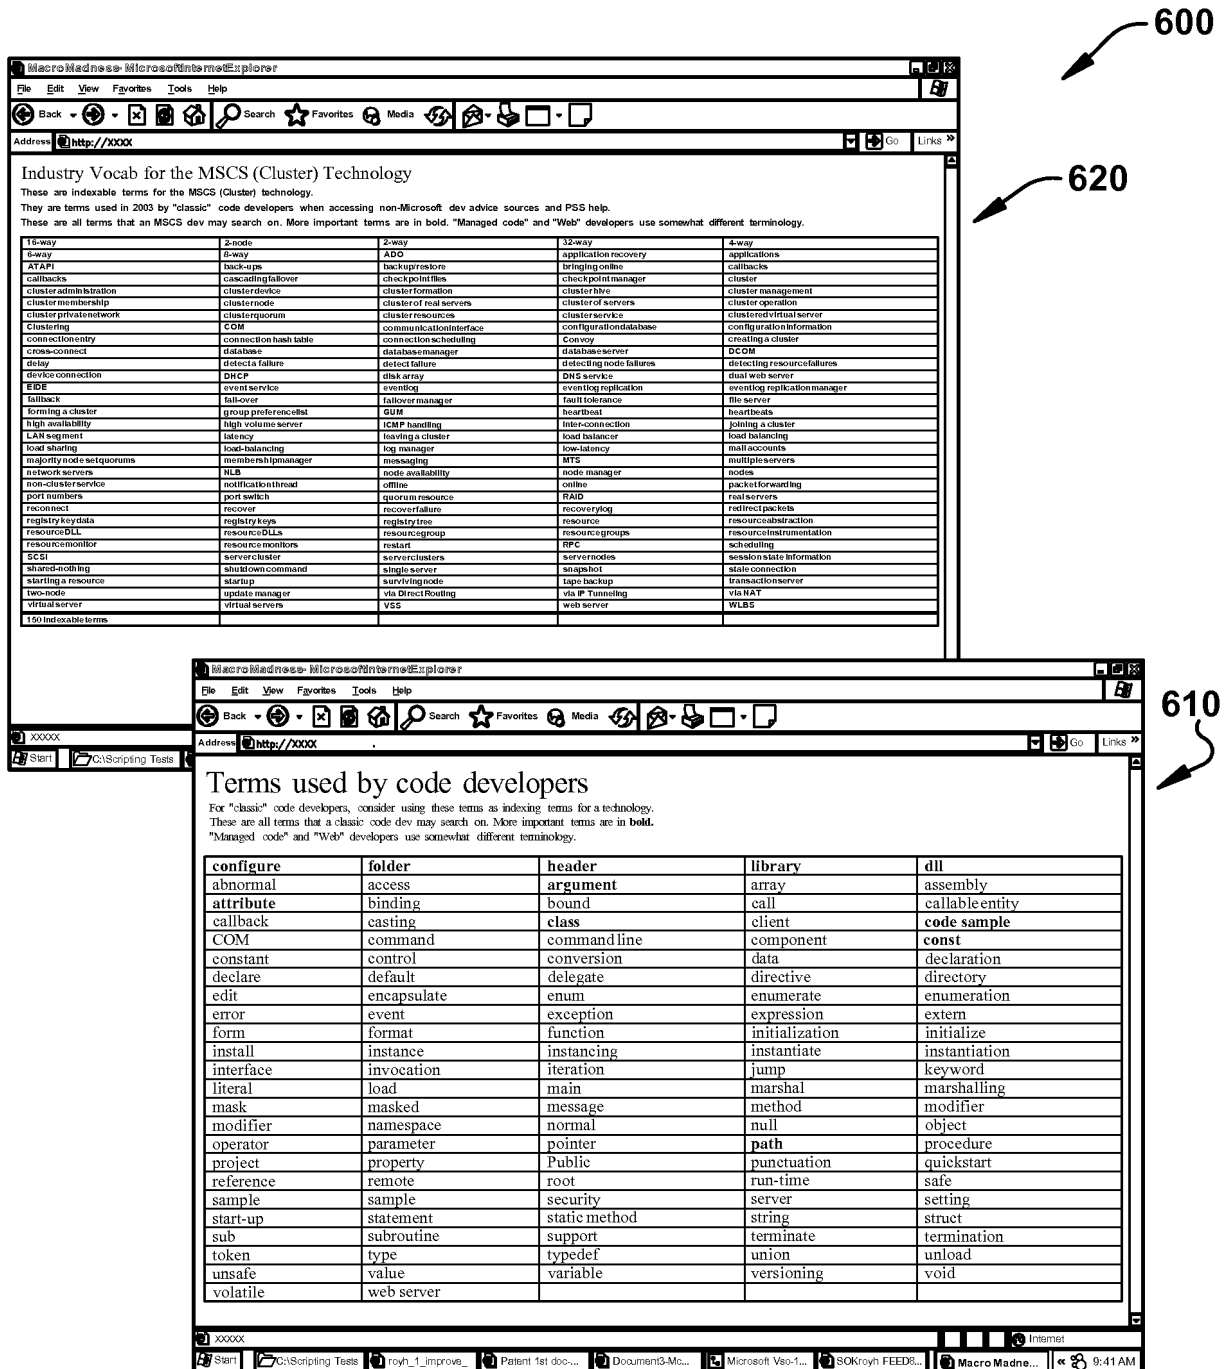 600
MacroMadness- MicrosoftInternetExplorer
File Edit View Favorites Tools Help
Back Search Favorites Media
Address http://XXXX Go Links »
620
Industry Vocab for the MSCS (Cluster) Technology
These are indexable terms for the MSCS (Cluster) technology.
They are terms used in 2003 by "classic" code developers when accessing non-Microsoft dev advice sources and PSS help.
These are all terms that an MSCS dev may search on. More important terms are in bold. "Managed code" and "Web" developers use somewhat different terminology.
16-way 2-node 2-way 32-way 4-way
6-way 8-way ADO application recovery applications
ATAPI back-ups backup/restore bringing online callbacks
callbacks cascading failover checkpoint files checkpoint manager cluster
cluster administration cluster device cluster formation cluster hive cluster management
cluster membership cluster node cluster of real servers cluster of servers cluster operation
cluster private network cluster quorum cluster resources cluster service clustered virtual server
Clustering COM communication interface configuration database configuration information
connection entry connection hash table connection scheduling Convoy creating a cluster
cross-connect database database manager database server DCOM
delay detect a failure detect failure detecting node failures detecting resource failures
device connection DHCP disk array DNS service dual web server
EIDE event service eventlog eventlog replication eventlog replication manager
failback fail-over failover manager fault tolerance file server
forming a cluster group preference list GUM heartbeat heartbeats
high availability high volume server ICMP handling inter-connection joining a cluster
LAN segment latency leaving a cluster load balancer load balancing
load sharing load-balancing log manager low-latency mail accounts
majority node set quorums membership manager messaging MTS multiple servers
network servers NLB node availability node manager nodes
non-cluster service notification thread offline online packet forwarding
port numbers port switch quorum resource RAID real servers
reconnect recover recover failure recovery log redirect packets
registry key data registry keys registry tree resource resource abstraction
resource DLL resource DLLs resource group resource groups resource instrumentation
resource monitor resource monitors restart RPC scheduling
SCSI server cluster server clusters server nodes session state information
shared-nothing shutdown command single server snapshot stale connection
starting a resource startup surviving node tape backup transaction server
two-node update manager via Direct Routing via IP Tunneling via NAT
virtual server virtual servers VSS web server WLBS
150 indexable terms
XXXXX
Start C:\Scripting Tests
MacroMadness- MicrosoftInternetExplorer
File Edit View Favorites Tools Help
610
Back Search Favorites Media
Address http://XXXX Go Links »
Terms used by code developers
For "classic" code developers, consider using these terms as indexing terms for a technology.
These are all terms that a classic code dev may search on. More important terms are in bold.
"Managed code" and "Web" developers use somewhat different terminology.
configure folder header library dll
abnormal access argument array assembly
attribute binding bound call callable entity
callback casting class client code sample
COM command command line component const
constant control conversion data declaration
declare default delegate directive directory
edit encapsulate enum enumerate enumeration
error event exception expression extern
form format function initialization initialize
install instance instancing instantiate instantiation
interface invocation iteration jump keyword
literal load main marshal marshalling
mask masked message method modifier
modifier namespace normal null object
operator parameter pointer path procedure
project property Public punctuation quickstart
reference remote root run-time safe
sample sample security server setting
start-up statement static method string struct
sub subroutine support terminate termination
token type typedef union unload
unsafe value variable versioning void
volatile web server
XXXXX Internet
Start C:\Scripting Tests royh_1_improve_ Patent 1st doc-... Document3-Mc... Microsoft Vso-1... SOKroyh FEED8... Macro Madne... « 9:41 AM